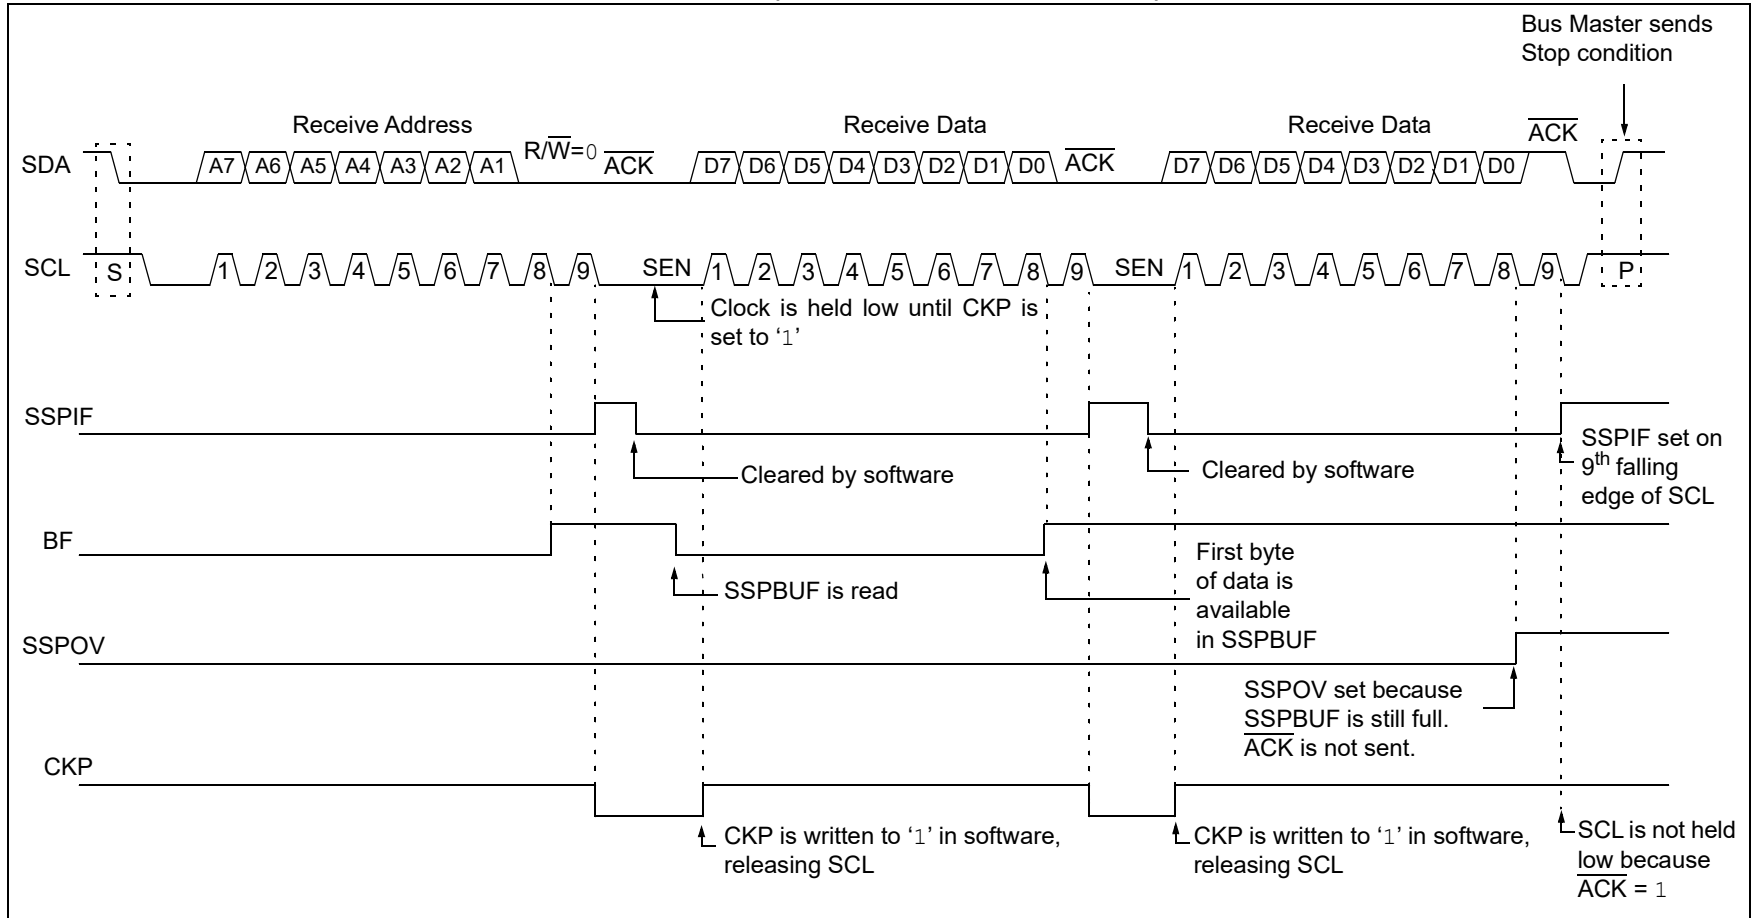 Bus Master sends
Stop condition
Receive Address
Receive Data
Receive Data
SDA
A7 A6 A5 A4 A3 A2 A1 R/W̅=0 A̅C̅K̅ D7 D6 D5 D4 D3 D2 D1 D0 A̅C̅K̅ D7 D6 D5 D4 D3 D2 D1 D0 A̅C̅K̅
SCL
S 1 2 3 4 5 6 7 8 9 SEN 1 2 3 4 5 6 7 8 9 SEN 1 2 3 4 5 6 7 8 9 P
Clock is held low until CKP is
set to ‘1’
SSPIF
Cleared by software
Cleared by software
SSPIF set on
9th falling
edge of SCL
BF
SSPBUF is read
First byte
of data is
available
in SSPBUF
SSPOV
SSPOV set because
SSPBUF is still full.
A̅C̅K̅ is not sent.
CKP
CKP is written to ‘1’ in software,
releasing SCL
CKP is written to ‘1’ in software,
releasing SCL
SCL is not held
low because
A̅C̅K̅ = 1